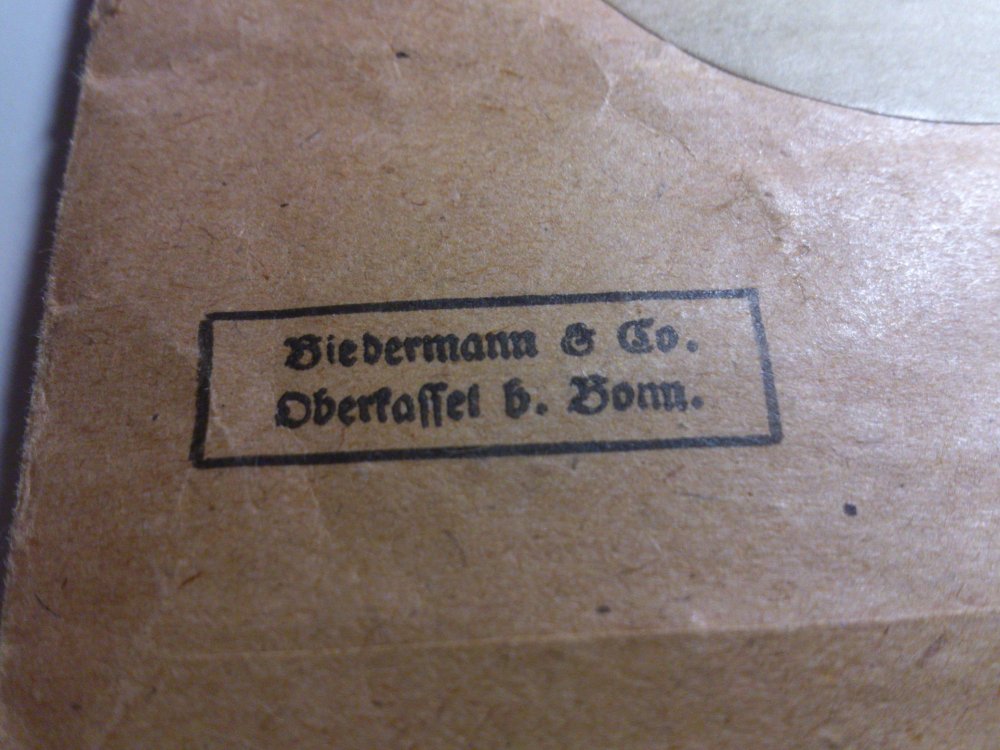 Biedermann & Co.
Oberkassel b. Bonn.